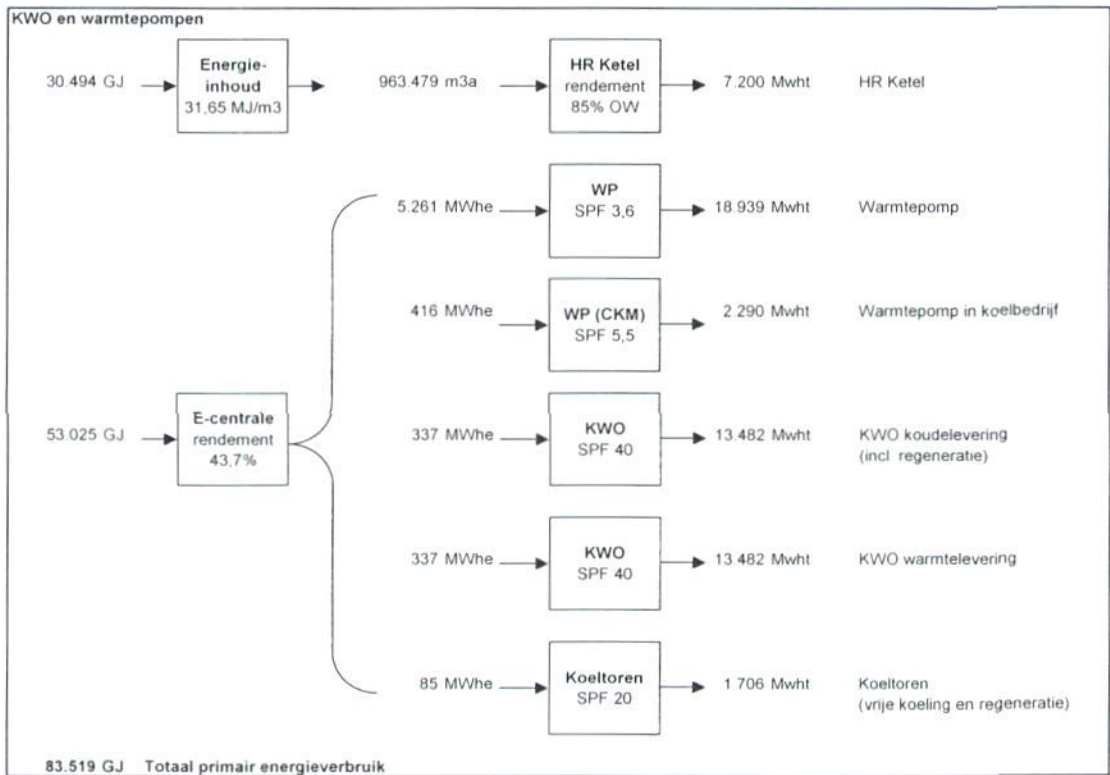 KWO en warmtepompen
30.494 GJ
Energie-
inhoud
31,65 MJ/m3
963.479 m3a
HR Ketel
rendement
85% OW
7.200 Mwht
HR Ketel
5.261 MWhe
WP
SPF 3,6
18 939 Mwht
Warmtepomp
416 MWhe
WP (CKM)
SPF 5,5
2 290 Mwht
Warmtepomp in koelbedrijf
53.025 GJ
E-centrale
rendement
43,7%
337 MWhe
KWO
SPF 40
13.482 Mwht
KWO koudelevering
(incl regeneratie)
337 MWhe
KWO
SPF 40
13 482 Mwht
KWO warmtelevering
85 MWhe
Koeltoren
SPF 20
1 706 Mwht
Koeltoren
(vrije koeling en regeneratie)
83.519 GJ Totaal primair energieverbruik